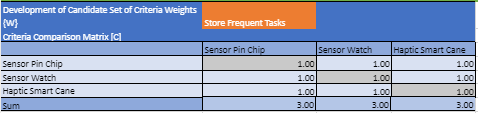 Development of Candidate Set of Criteria Weights Store Frequent Tasks
{W}
Criteria Comparison Matrix [C]
Sensor Pin Chip Sensor Watch Haptic Smart Cane
Sensor Pin Chip 1.00 1.00 1.00
Sensor Watch 1.00 1.00 1.00
Haptic Smart Cane 1.00 1.00 1.00
Sum 3.00 3.00 3.00